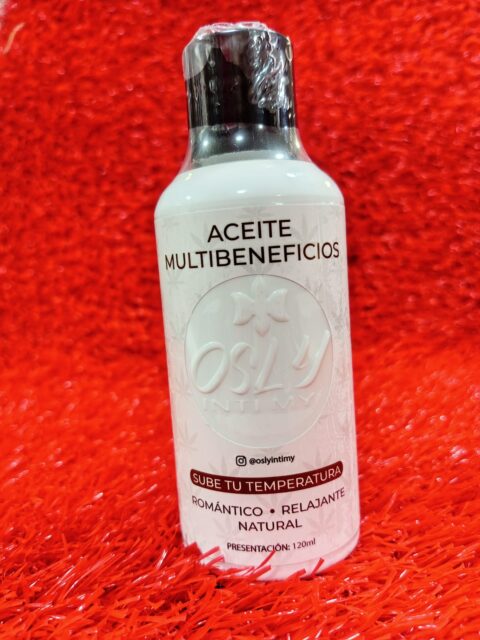 ACEITE
MULTIBENEFICIOS
OSLY
INTIMY
@oslyintimy
SUBE TU TEMPERATURA
ROMÁNTICO • RELAJANTE
NATURAL
PRESENTACIÓN: 120ml